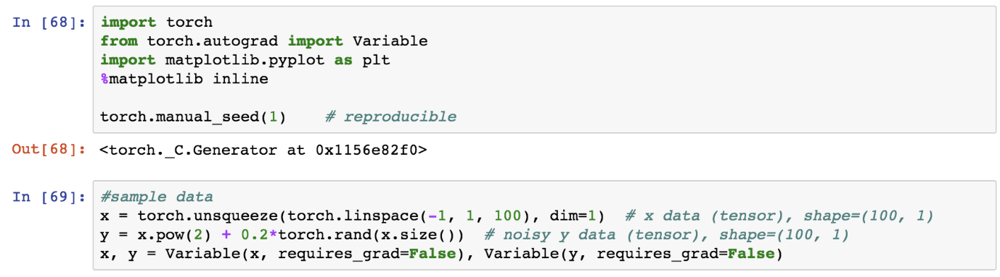 In [68]: import torch
from torch.autograd import Variable
import matplotlib.pyplot as plt
%matplotlib inline
torch.manual_seed(1)    # reproducible
Out[68]: <torch._C.Generator at 0x1156e82f0>
In [69]: #sample data
x = torch.unsqueeze(torch.linspace(-1, 1, 100), dim=1)  # x data (tensor), shape=(100, 1)
y = x.pow(2) + 0.2*torch.rand(x.size())  # noisy y data (tensor), shape=(100, 1)
x, y = Variable(x, requires_grad=False), Variable(y, requires_grad=False)